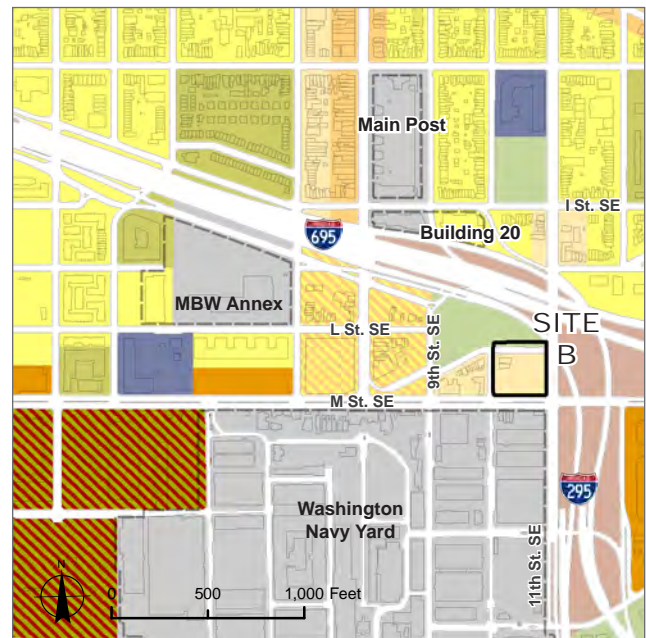 Main Post
I St. SE
695
Building 20
MBW Annex
L St. SE
9th St. SE
SITE
B
M St. SE
Washington
Navy Yard
295
11th St. SE
N
0 500 1,000 Feet